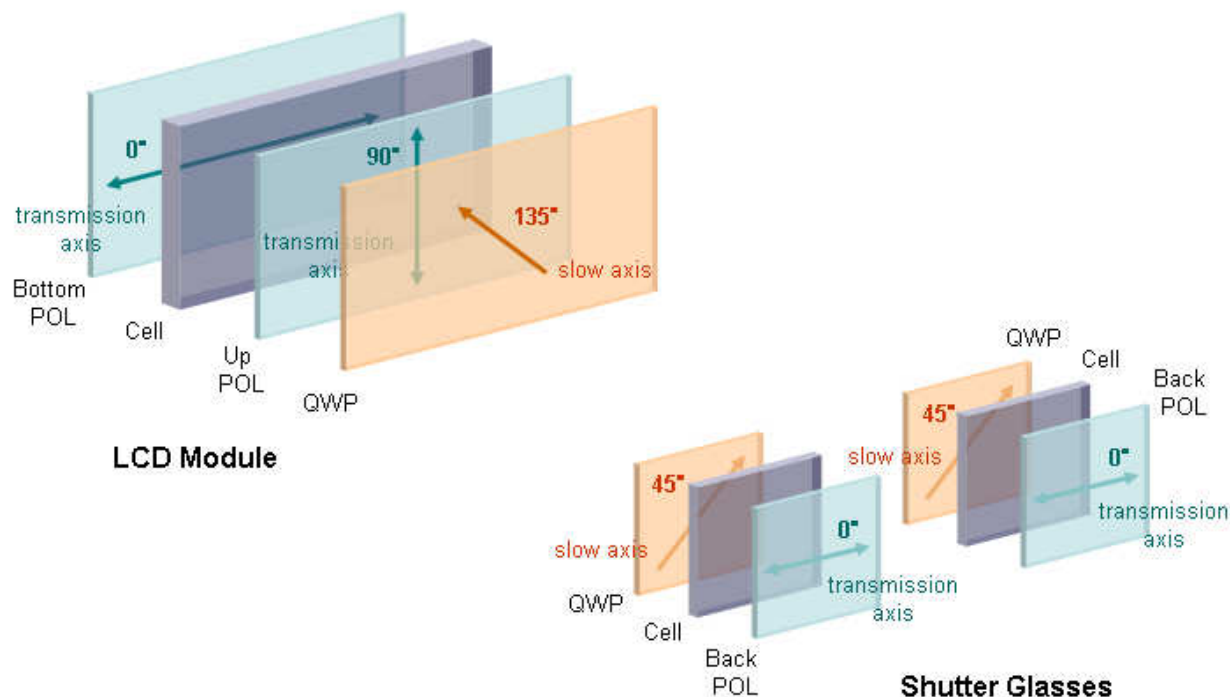 0"
transmission
axis
Bottom
POL
Cell
90"
transmission
axis
Up
POL
135"
slow axis
QWP
LCD Module
45"
slow axis
QWP
Cell
0"
transmission
axis
Back
POL
QWP
Cell
Back
POL
45"
slow axis
0"
transmission
axis
Shutter Glasses